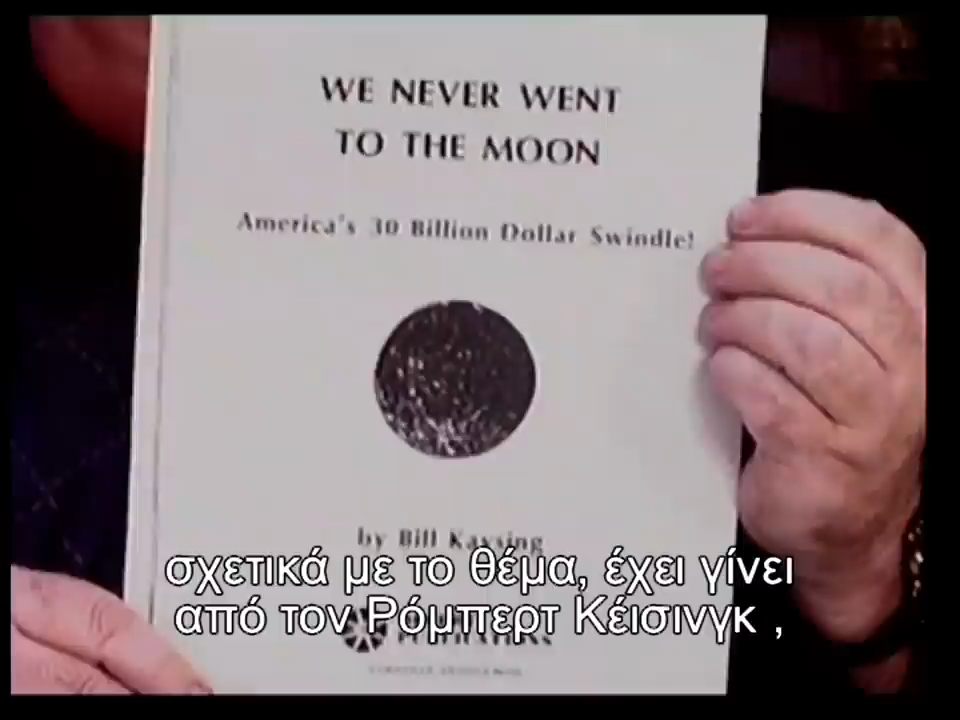 WE NEVER WENT
TO THE MOON
America's 30 Billion Dollar Swindle!
by Bill Kaysing
σχετικά με το θέμα, έχει γίνει
από τον Ρόμπερτ Κέισινγκ ,